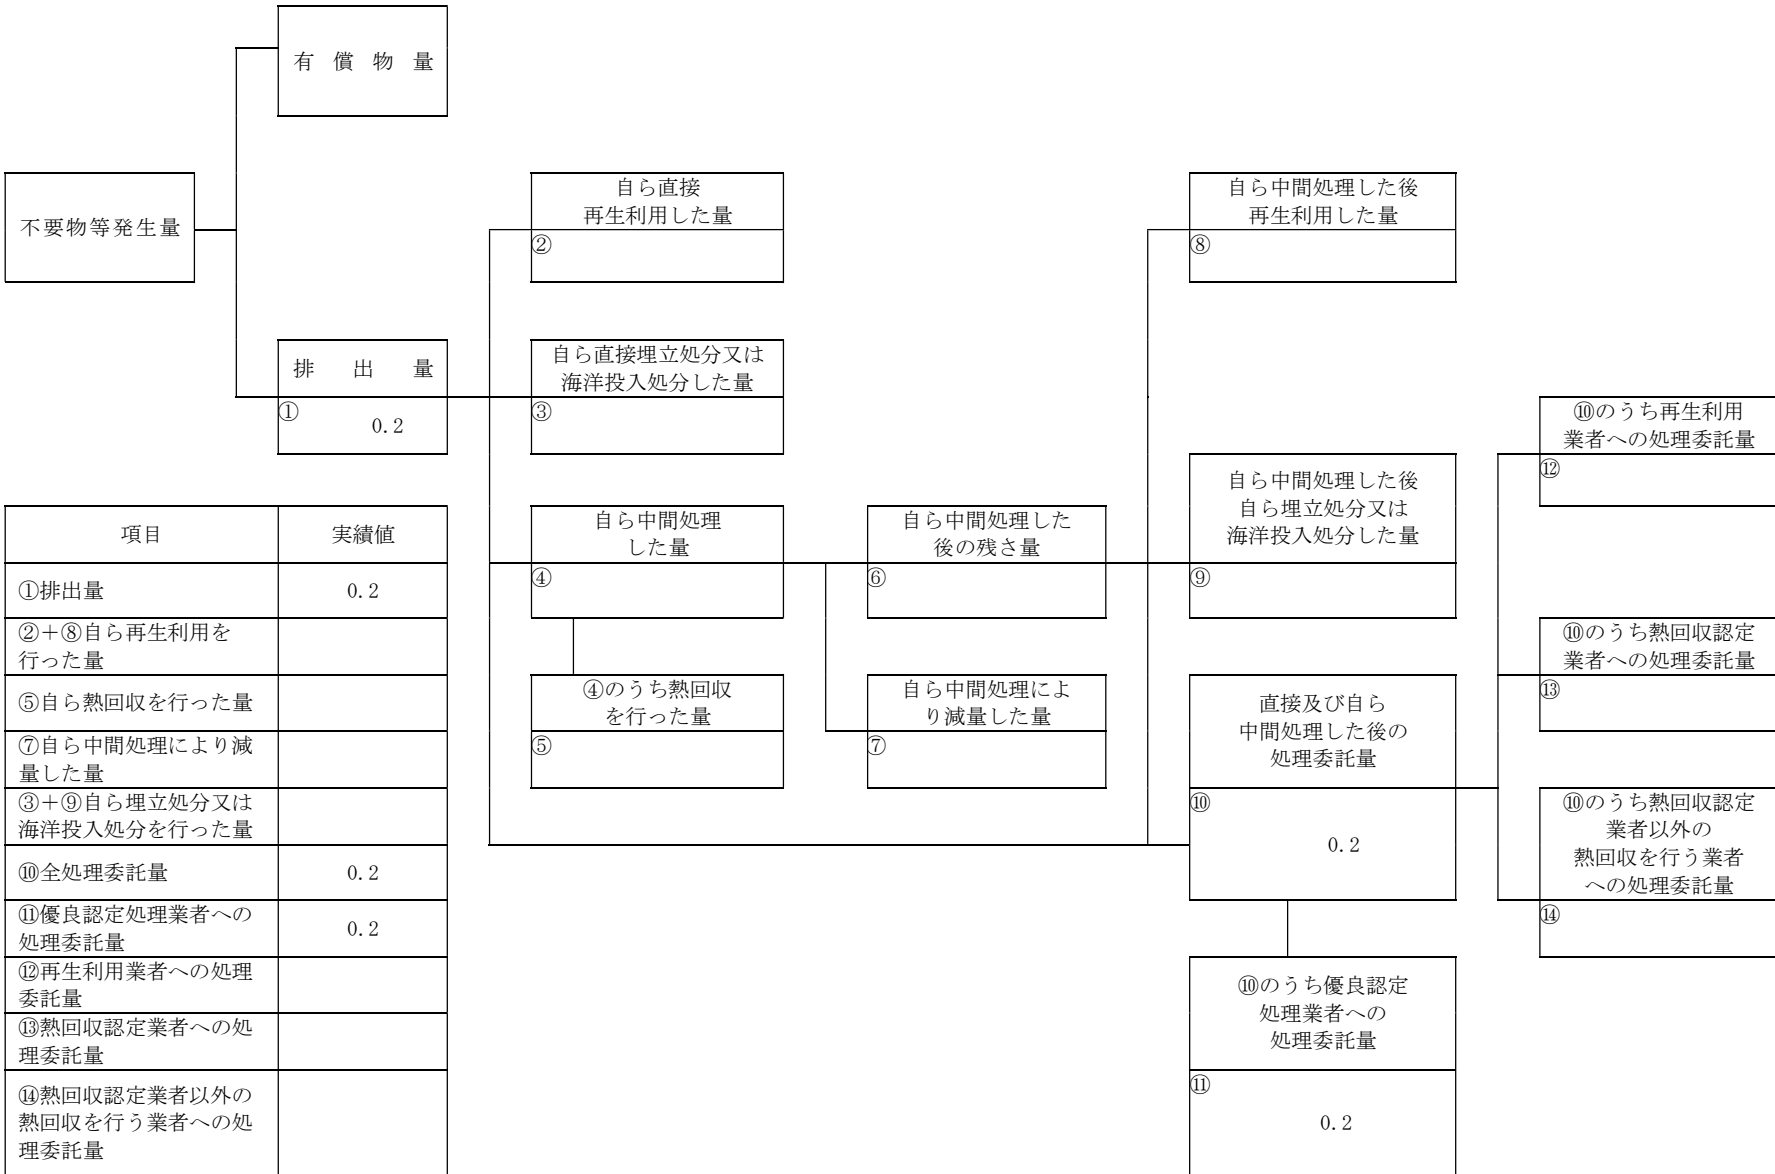 有償物量
不要物等発生量
自ら直接
再生利用した量
②
自ら中間処理した後
再生利用した量
⑧
排出量
①
0.2
自ら直接埋立処分又は
海洋投入処分した量
③
⑩のうち再生利用
業者への処理委託量
⑫
自ら中間処理
した量
④
自ら中間処理した
後の残さ量
⑥
自ら中間処理した後
自ら埋立処分又は
海洋投入処分した量
⑨
⑩のうち熱回収認定
業者への処理委託量
⑬
④のうち熱回収
を行った量
⑤
自ら中間処理によ
り減量した量
⑦
直接及び自ら
中間処理した後の
処理委託量
⑩
0.2
⑩のうち熱回収認定
業者以外の
熱回収を行う業者
への処理委託量
⑭
⑩のうち優良認定
処理業者への
処理委託量
⑪
0.2
項目 実績値
①排出量 0.2
②+⑧自ら再生利用を
行った量
⑤自ら熱回収を行った量
⑦自ら中間処理により減
量した量
③+⑨自ら埋立処分又は
海洋投入処分を行った量
⑩全処理委託量 0.2
⑪優良認定処理業者への
処理委託量 0.2
⑫再生利用業者への処理
委託量
⑬熱回収認定業者への処
理委託量
⑭熱回収認定業者以外の
熱回収を行う業者への処
理委託量